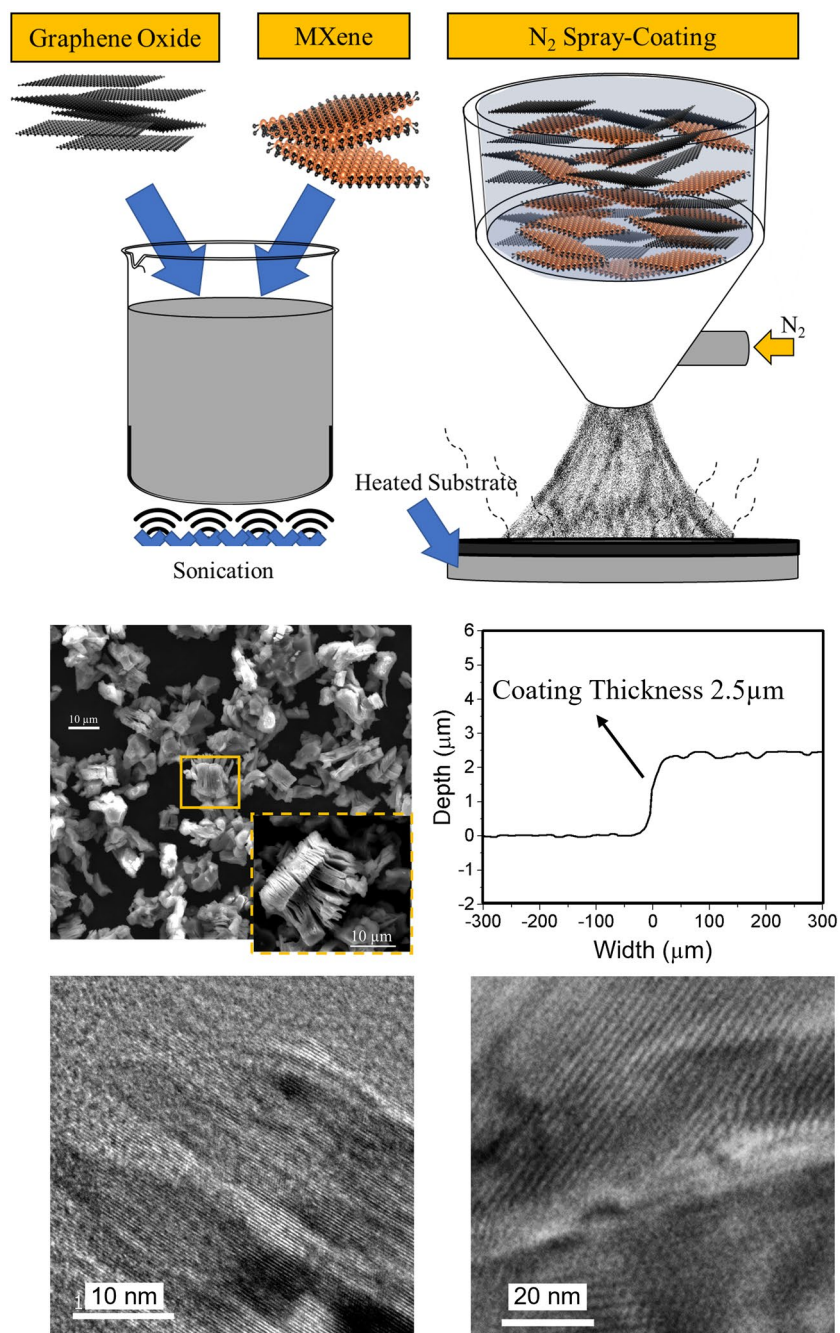 Graphene Oxide
MXene
N₂ Spray-Coating
N₂
Heated Substrate
Sonication
10 µm
10 µm
6
5
4
3
2
1
0
-1
-2
Depth (µm)
Coating Thickness 2.5µm
-300 -200 -100 0 100 200 300
Width (µm)
10 nm
20 nm